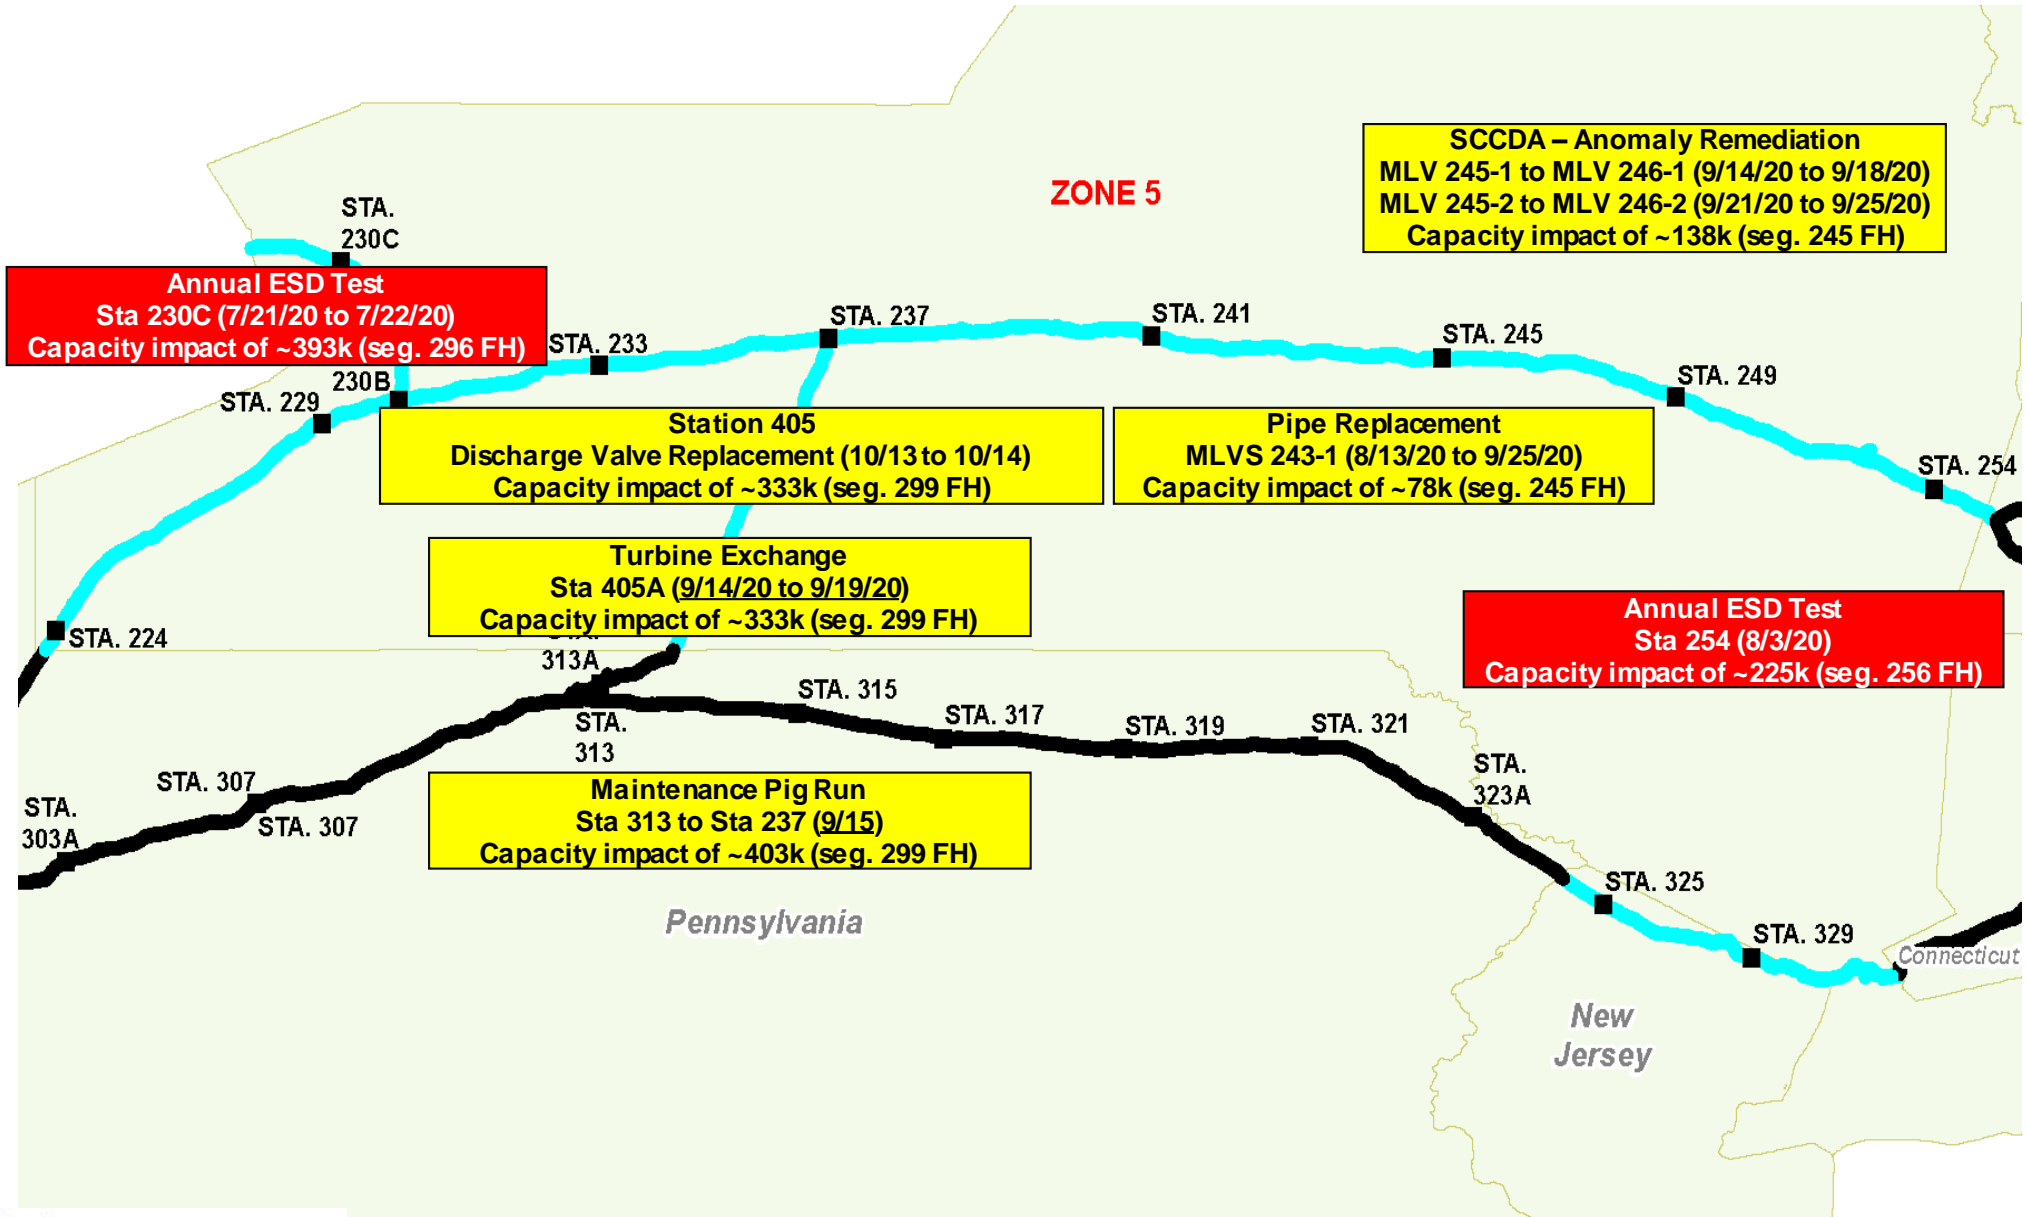 SCCDA – Anomaly Remediation
MLV 245-1 to MLV 246-1 (9/14/20 to 9/18/20)
MLV 245-2 to MLV 246-2 (9/21/20 to 9/25/20)
Capacity impact of ~138k (seg. 245 FH)
ZONE 5
STA.
230C
Annual ESD Test
Sta 230C (7/21/20 to 7/22/20)
Capacity impact of ~393k (seg. 296 FH)
STA. 233
STA. 237
STA. 241
STA. 245
STA. 249
STA. 254
230B
STA. 229
STA. 224
Station 405
Discharge Valve Replacement (10/13 to 10/14)
Capacity impact of ~333k (seg. 299 FH)
Pipe Replacement
MLVS 243-1 (8/13/20 to 9/25/20)
Capacity impact of ~78k (seg. 245 FH)
Turbine Exchange
Sta 405A (9/14/20 to 9/19/20)
Capacity impact of ~333k (seg. 299 FH)
Annual ESD Test
Sta 254 (8/3/20)
Capacity impact of ~225k (seg. 256 FH)
313A
STA.
313
STA. 315
STA. 317
STA. 319
STA. 321
STA.
323A
STA. 325
STA. 329
STA. 307
STA. 307
STA.
303A
Maintenance Pig Run
Sta 313 to Sta 237 (9/15)
Capacity impact of ~403k (seg. 299 FH)
Pennsylvania
Connecticut
New
Jersey